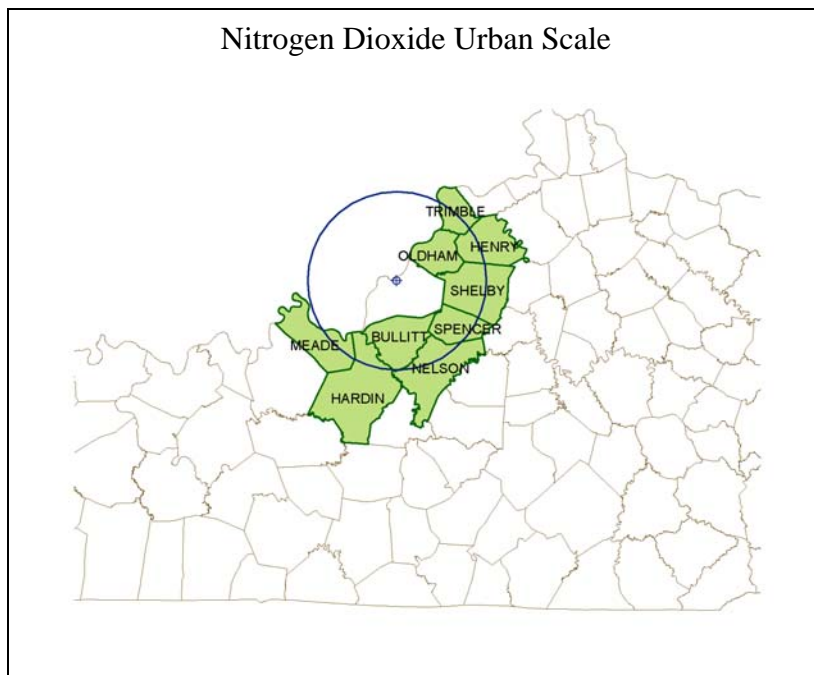 Nitrogen Dioxide Urban Scale
TRIMBLE
OLDHAM
HENRY
SHELBY
SPENCER
BULLITT
MEADE
NELSON
HARDIN